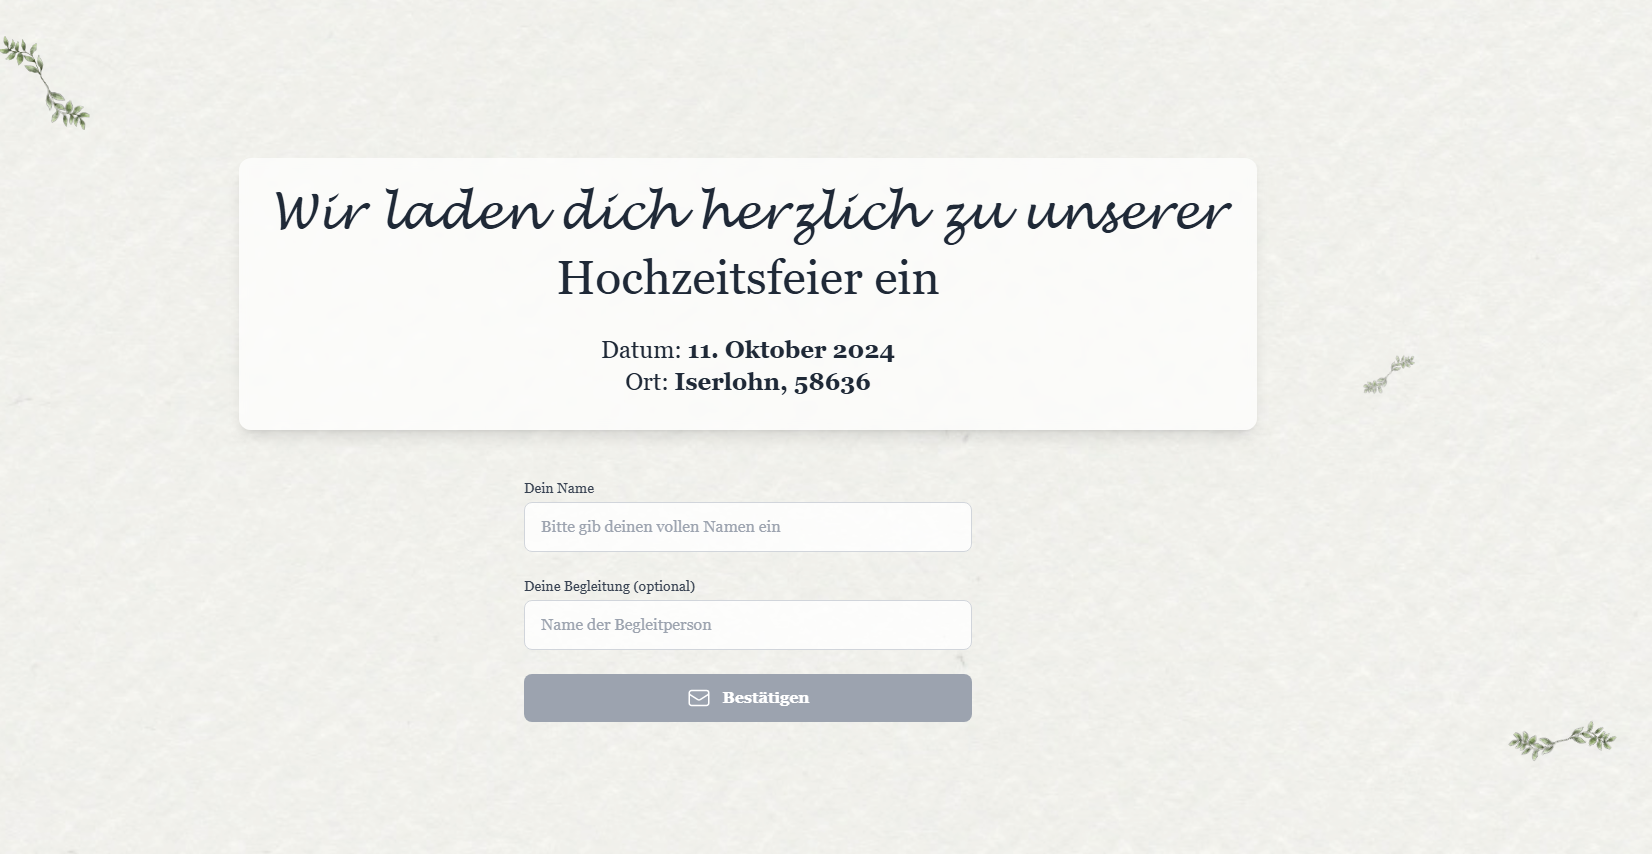 Wir laden dich herzlich zu unserer
Hochzeitsfeier ein
Datum: 11. Oktober 2024
Ort: Iserlohn, 58636
Dein Name
Bitte gib deinen vollen Namen ein
Deine Begleitung (optional)
Name der Begleitperson
Bestätigen